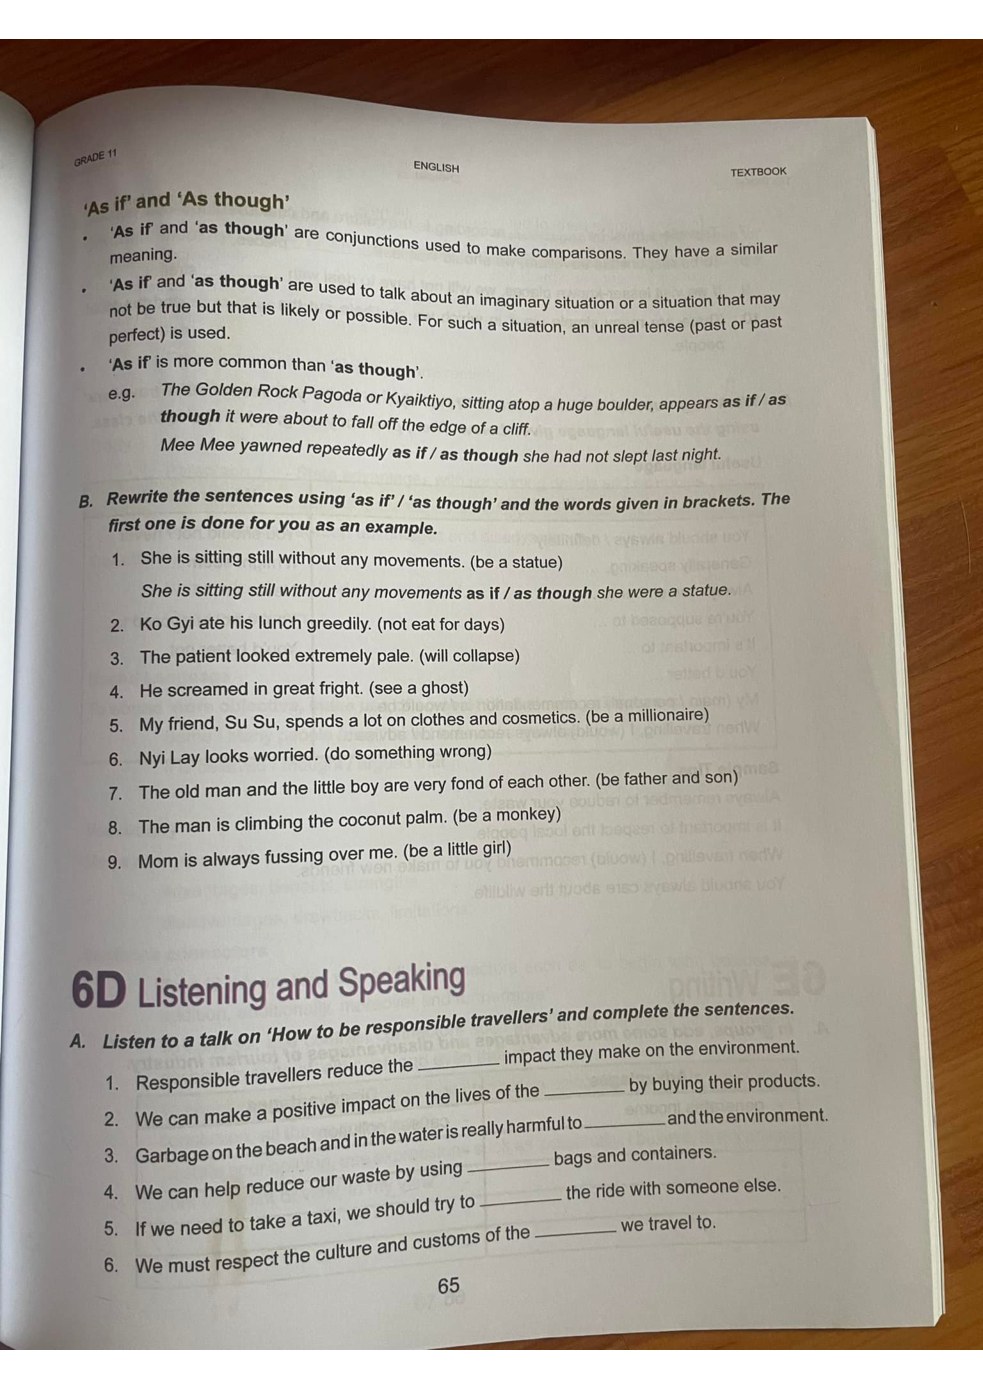 GRADE 11
ENGLISH
TEXTBOOK
‘As if’ and ‘As though’
• ‘As if’ and ‘as though’ are conjunctions used to make comparisons. They have a similar
meaning.
• ‘As if’ and ‘as though’ are used to talk about an imaginary situation or a situation that may
not be true but that is likely or possible. For such a situation, an unreal tense (past or past
perfect) is used.
• ‘As if’ is more common than ‘as though’.
e.g. The Golden Rock Pagoda or Kyaiktiyo, sitting atop a huge boulder, appears as if / as
though it were about to fall off the edge of a cliff.
Mee Mee yawned repeatedly as if / as though she had not slept last night.
B. Rewrite the sentences using ‘as if’ / ‘as though’ and the words given in brackets. The
first one is done for you as an example.
1. She is sitting still without any movements. (be a statue)
She is sitting still without any movements as if / as though she were a statue.
2. Ko Gyi ate his lunch greedily. (not eat for days)
3. The patient looked extremely pale. (will collapse)
4. He screamed in great fright. (see a ghost)
5. My friend, Su Su, spends a lot on clothes and cosmetics. (be a millionaire)
6. Nyi Lay looks worried. (do something wrong)
7. The old man and the little boy are very fond of each other. (be father and son)
8. The man is climbing the coconut palm. (be a monkey)
9. Mom is always fussing over me. (be a little girl)
6D Listening and Speaking
A. Listen to a talk on ‘How to be responsible travellers’ and complete the sentences.
1. Responsible travellers reduce the ________ impact they make on the environment.
2. We can make a positive impact on the lives of the ________ by buying their products.
3. Garbage on the beach and in the water is really harmful to ________ and the environment.
4. We can help reduce our waste by using ________ bags and containers.
5. If we need to take a taxi, we should try to ________ the ride with someone else.
6. We must respect the culture and customs of the ________ we travel to.
65